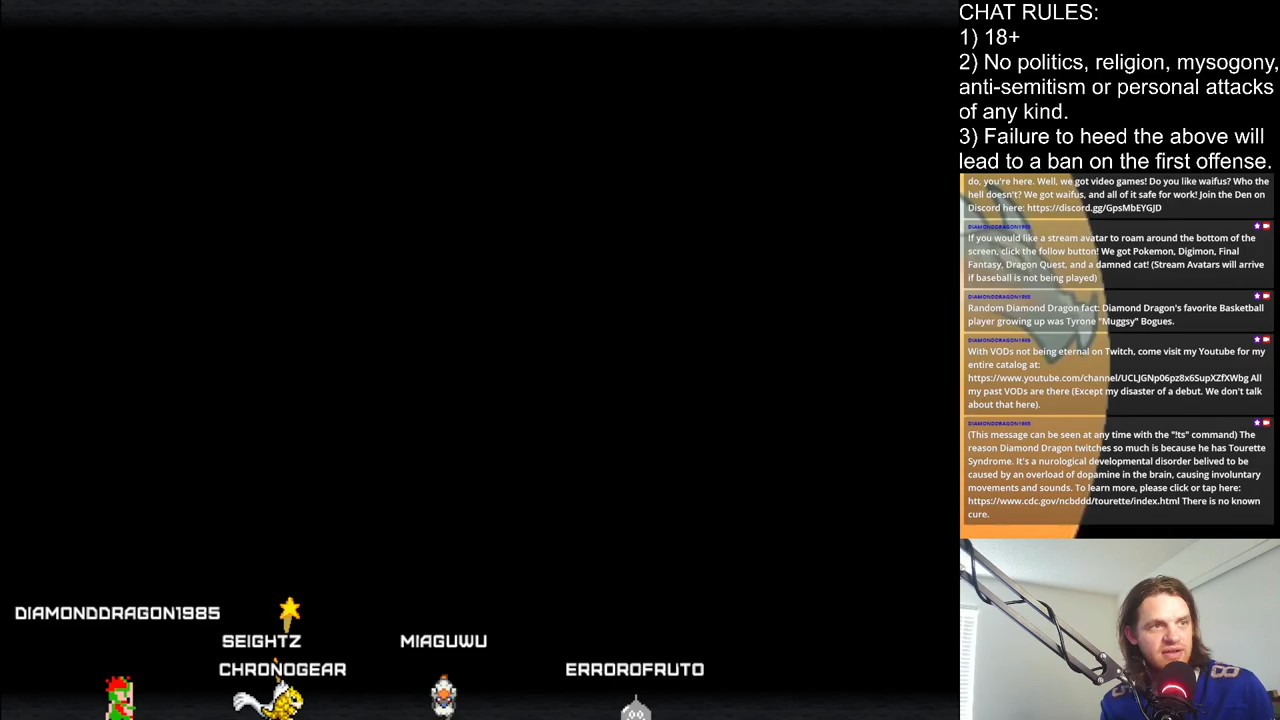 CHAT RULES:
1) 18+
2) No politics, religion, mysogony,
anti-semitism or personal attacks
of any kind.
3) Failure to heed the above will
lead to a ban on the first offense.
do, you're here. Well, we got video games! Do you like waifus? Who the
hell doesn't? We got waifus, and all of it safe for work! Join the Den on
Discord here: https://discord.gg/GpsMbEYGJD
DIAMONDDRAGON1985
If you would like a stream avatar to roam around the bottom of the
screen, click the follow button! We got Pokemon, Digimon, Final
Fantasy, Dragon Quest, and a damned cat! (Stream Avatars will arrive
if baseball is not being played)
DIAMONDDRAGON1985
Random Diamond Dragon fact: Diamond Dragon's favorite Basketball
player growing up was Tyrone "Muggsy" Bogues.
DIAMONDDRAGON1985
With VODs not being eternal on Twitch, come visit my Youtube for my
entire catalog at:
https://www.youtube.com/channel/UCLJGNp06pz8x6SupXZfXWbg All
my past VODs are there (Except my disaster of a debut. We don't talk
about that here).
DIAMONDDRAGON1985
(This message can be seen at any time with the "!ts" command) The
reason Diamond Dragon twitches so much is because he has Tourette
Syndrome. It's a nurological developmental disorder belived to be
caused by an overload of dopamine in the brain, causing involuntary
movements and sounds. To learn more, please click or tap here:
https://www.cdc.gov/ncbddd/tourette/index.html There is no known
cure.
DIAMONDDRAGON1985
SEIGHTZ
MIAGUWU
CHRONOGEAR
ERROROFRUTO